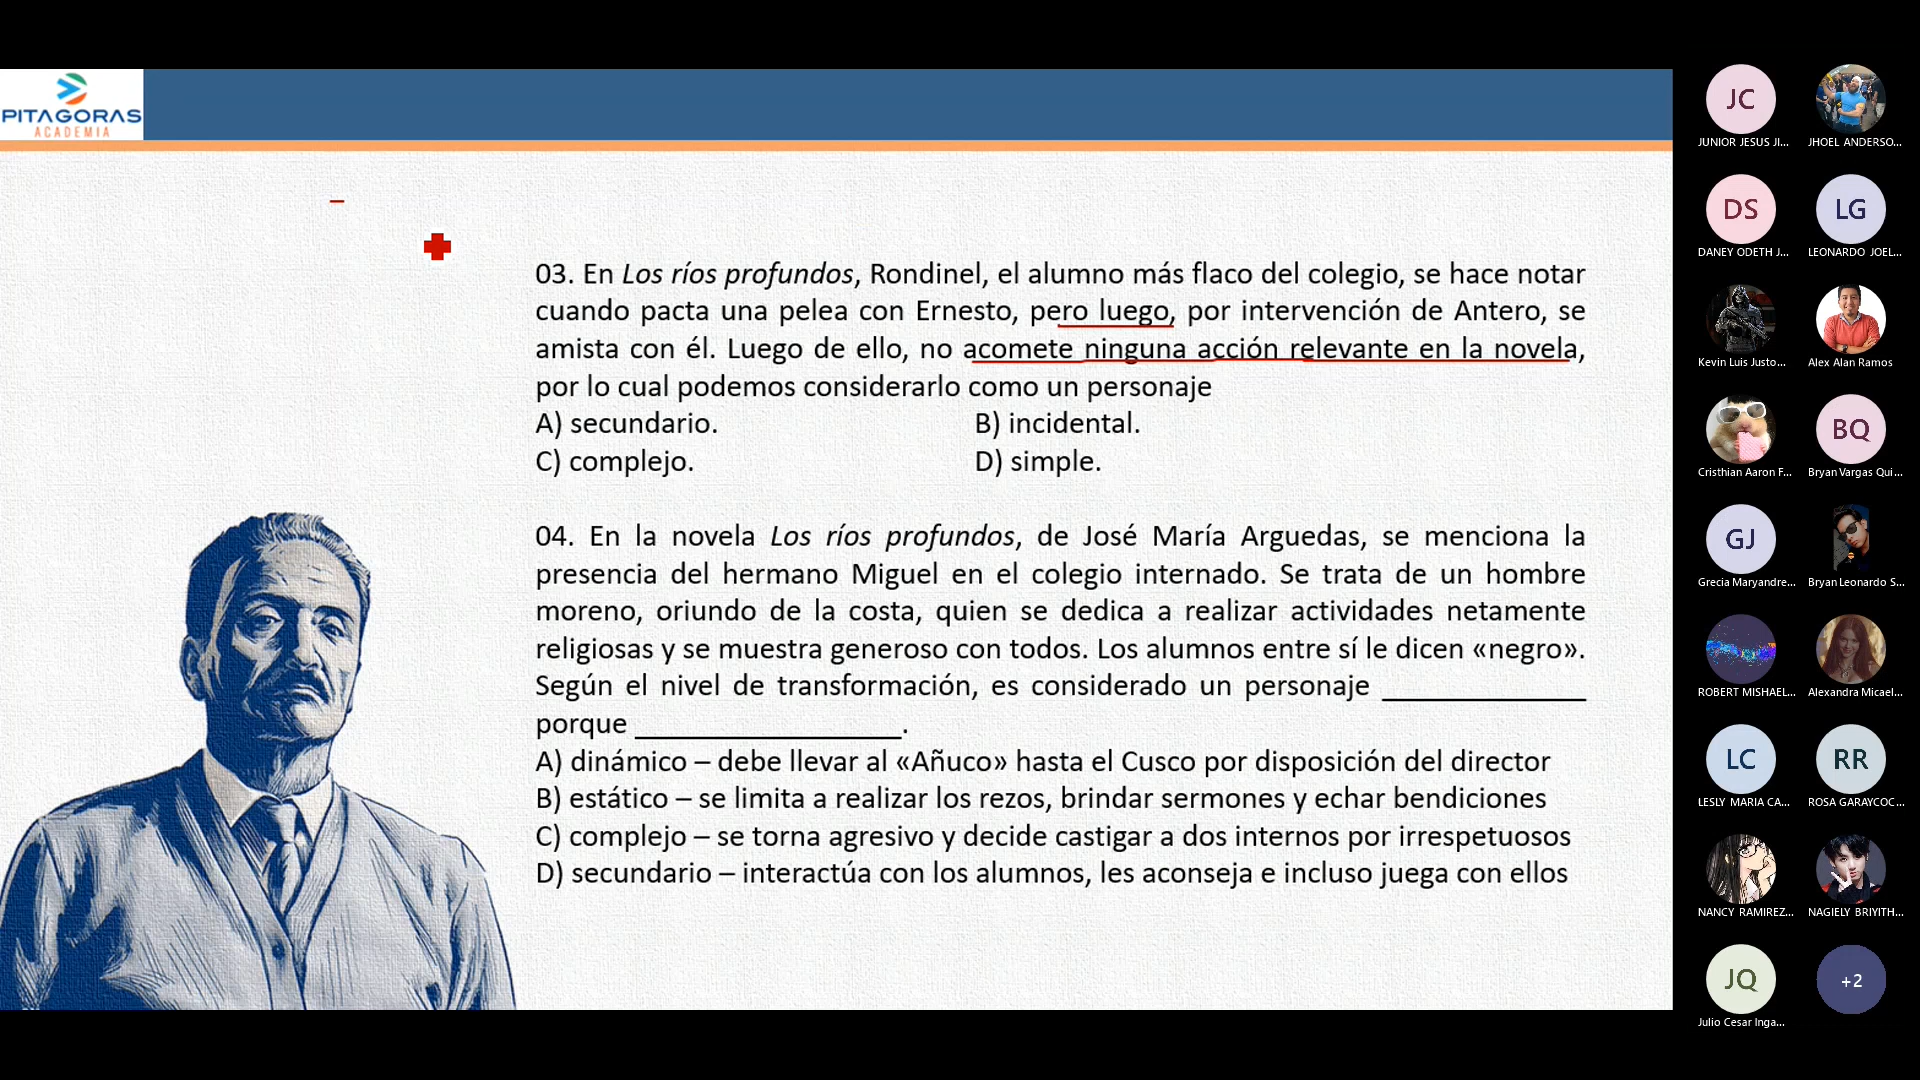 PITAGORAS
ACADEMIA
03. En Los ríos profundos, Rondinel, el alumno más flaco del colegio, se hace notar
cuando pacta una pelea con Ernesto, pero luego, por intervención de Antero, se
amista con él. Luego de ello, no acomete ninguna acción relevante en la novela,
por lo cual podemos considerarlo como un personaje
A) secundario. B) incidental.
C) complejo. D) simple.
04. En la novela Los ríos profundos, de José María Arguedas, se menciona la
presencia del hermano Miguel en el colegio internado. Se trata de un hombre
moreno, oriundo de la costa, quien se dedica a realizar actividades netamente
religiosas y se muestra generoso con todos. Los alumnos entre sí le dicen «negro».
Según el nivel de transformación, es considerado un personaje ______________
porque __________________.
A) dinámico – debe llevar al «Añuco» hasta el Cusco por disposición del director
B) estático – se limita a realizar los rezos, brindar sermones y echar bendiciones
C) complejo – se torna agresivo y decide castigar a dos internos por irrespetuosos
D) secundario – interactúa con los alumnos, les aconseja e incluso juega con ellos
JC
JUNIOR JESUS JI...
JHOEL ANDERSO...
DS LG
DANEY ODETH J... LEONARDO JOEL...
Kevin Luis Justo... Alex Alan Ramos
BQ
Cristhian Aaron F... Bryan Vargas Qui...
GJ
Grecia Maryandre... Bryan Leonardo S...
ROBERT MISHAEL... Alexandra Micael...
LC RR
LESLY MARIA CA... ROSA GARAYCOC...
NANCY RAMIREZ... NAGIELY BRIYITH...
JQ +2
Julio Cesar Inga...